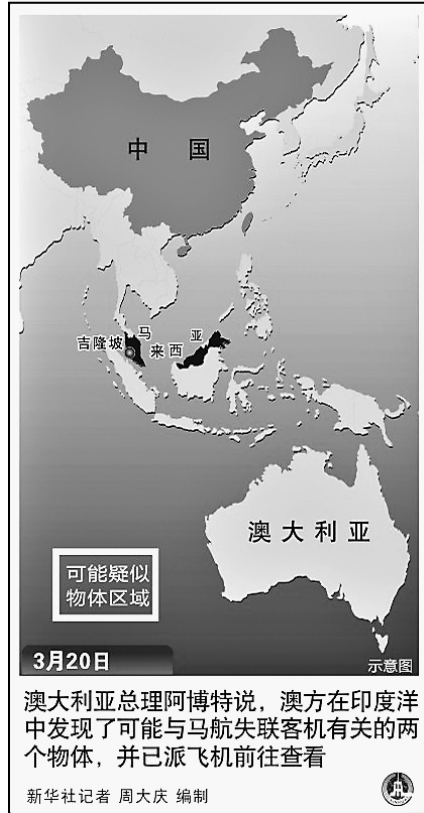 中 国
马
来 西
亚
吉隆坡
澳大利亚
可能疑似
物体区域
3月20日
示意图
澳大利亚总理阿博特说，澳方在印度洋
中发现了可能与马航失联客机有关的两
个物体，并已派飞机前往查看
新华社记者 周大庆 编制